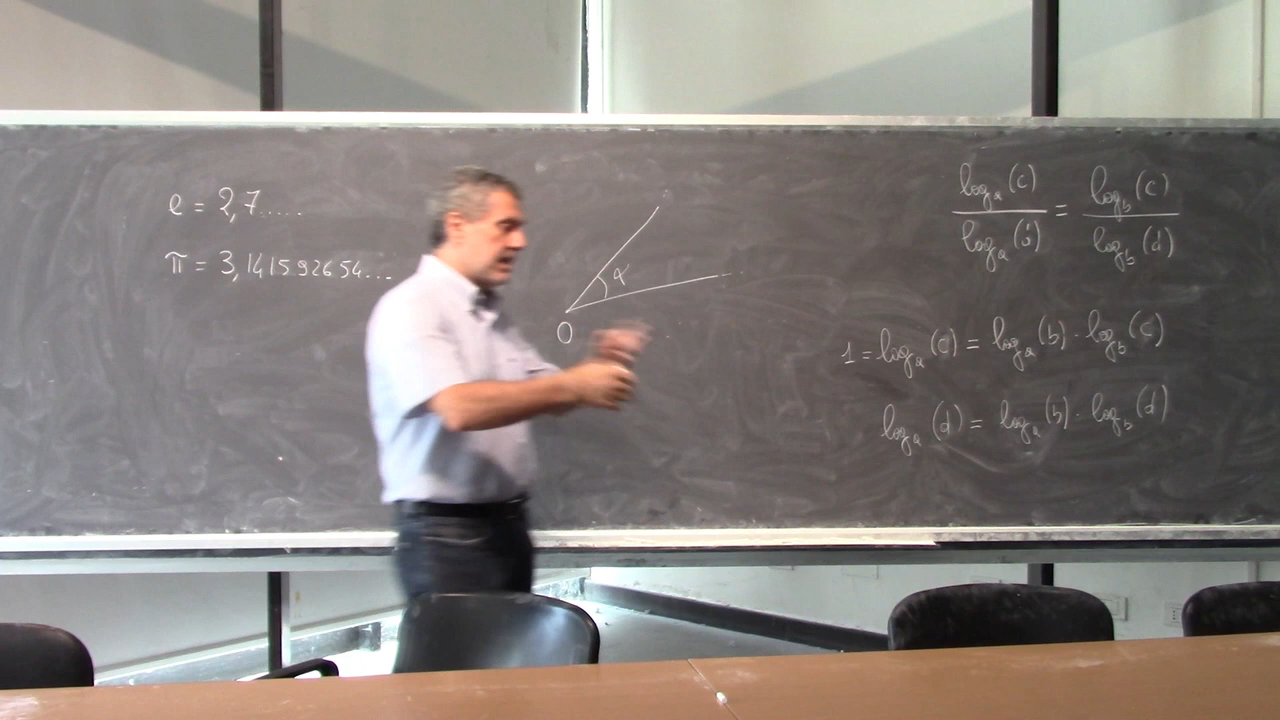 e = 2,7.....
π = 3,141592654...
α
O
log_a(c) / log_a(d) = log_b(c) / log_b(d)
1 = log_a(c) = log_a(b) · log_b(c)
log_a(d) = log_a(b) · log_b(d)